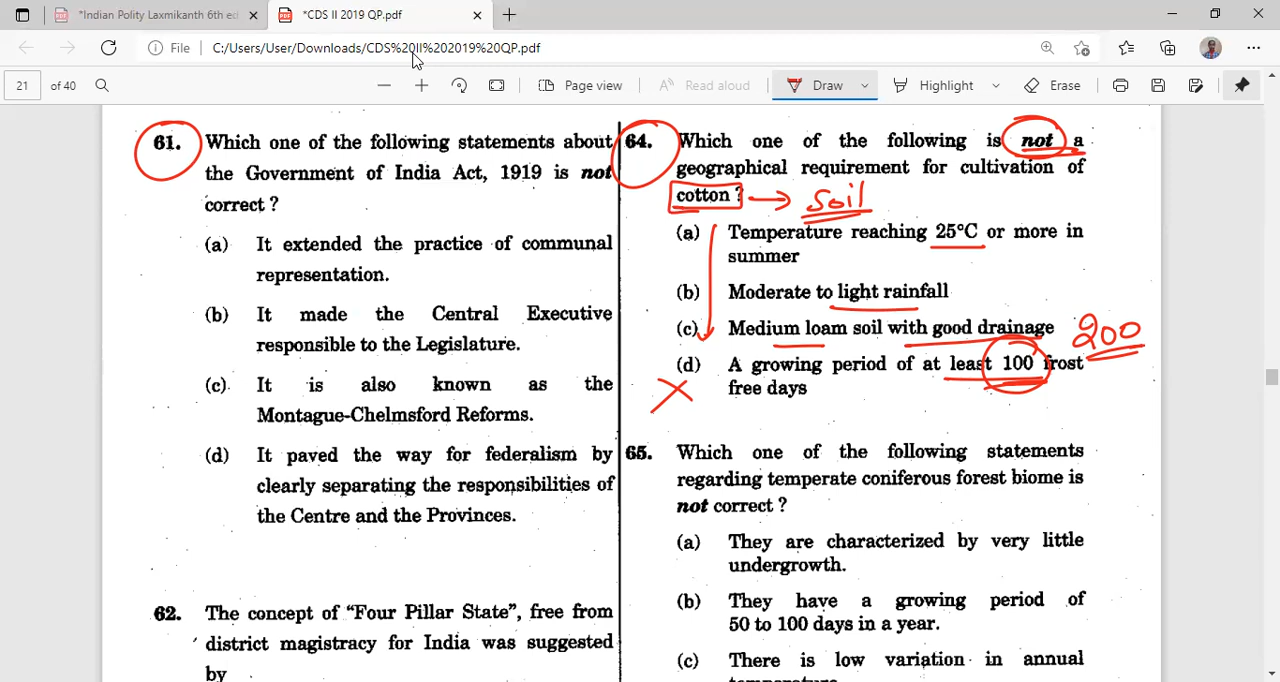 *Indian Polity Laxmikanth 6th ed
*CDS II 2019 QP.pdf
File
C:/Users/User/Downloads/CDS%20II%202019%20QP.pdf
21 of 40
Page view
Read aloud
Draw
Highlight
Erase
61. Which one of the following statements about
the Government of India Act, 1919 is not
correct ?
(a) It extended the practice of communal
representation.
(b) It made the Central Executive
responsible to the Legislature.
(c) It is also known as the
Montague-Chelmsford Reforms.
(d) It paved the way for federalism by
clearly separating the responsibilities of
the Centre and the Provinces.
62. The concept of “Four Pillar State”, free from
district magistracy for India was suggested
by
64. Which one of the following is not a
geographical requirement for cultivation of
cotton ? → soil
(a) Temperature reaching 25°C or more in
summer
(b) Moderate to light rainfall
(c) Medium loam soil with good drainage
200
(d) A growing period of at least 100 frost
free days
65. Which one of the following statements
regarding temperate coniferous forest biome is
not correct ?
(a) They are characterized by very little
undergrowth.
(b) They have a growing period of
50 to 100 days in a year.
(c) There is low variation in annual